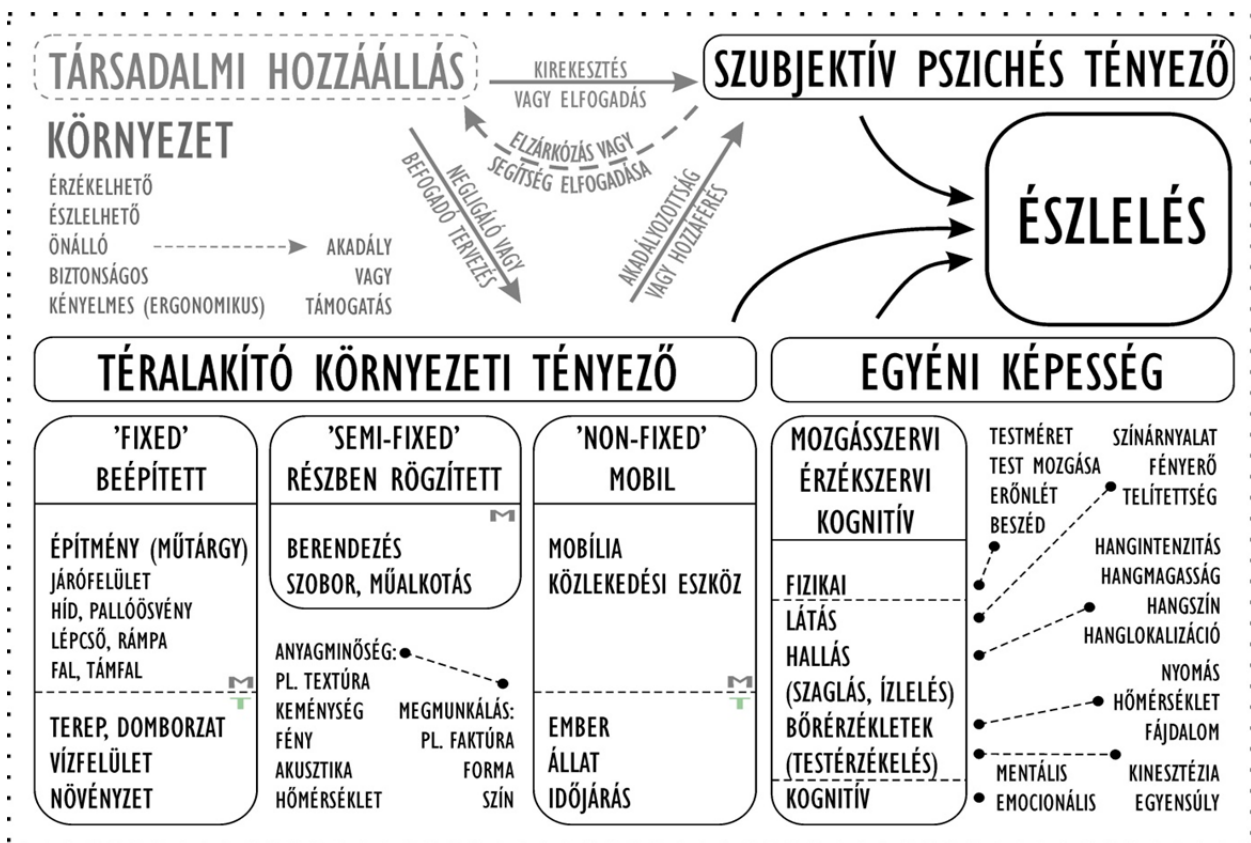 TÁRSADALMI HOZZÁÁLLÁS
KIREKESZTÉS
VAGY ELFOGADÁS
SZUBJEKTÍV PSZICHÉS TÉNYEZŐ
ELZÁRKÓZÁS VAGY
SEGÍTSÉG ELFOGADÁSA
NEGLIGÁLÓ VAGY
BEFOGADÓ TERVEZÉS
AKADÁLYOZOTTSÁG
VAGY HOZZÁFÉRÉS
KÖRNYEZET
ÉRZÉKELHETŐ
ÉSZLELHETŐ
ÖNÁLLÓ
BIZTONSÁGOS
KÉNYELMES (ERGONOMIKUS)
AKADÁLY
VAGY
TÁMOGATÁS
ÉSZLELÉS
TÉRALAKÍTÓ KÖRNYEZETI TÉNYEZŐ
EGYÉNI KÉPESSÉG
'FIXED'
BEÉPÍTETT
M
ÉPÍTMÉNY (MŰTÁRGY)
JÁRÓFELÜLET
HÍD, PALLÓÖSVÉNY
LÉPCSŐ, RÁMPA
FAL, TÁMFAL
T
TEREP, DOMBORZAT
VÍZFELÜLET
NÖVÉNYZET
'SEMI-FIXED'
RÉSZBEN RÖGZÍTETT
M
BERENDEZÉS
SZOBOR, MŰALKOTÁS
ANYAGMINŐSÉG:
PL. TEXTÚRA
KEMÉNYSÉG
FÉNY
AKUSZTIKA
HŐMÉRSÉKLET
MEGMUNKÁLÁS:
PL. FAKTÚRA
FORMA
SZÍN
'NON-FIXED'
MOBIL
MOBÍLIA
KÖZLEKEDÉSI ESZKÖZ
M
T
EMBER
ÁLLAT
IDŐJÁRÁS
MOZGÁSSZERVI
ÉRZÉKSZERVI
KOGNITÍV
FIZIKAI
LÁTÁS
HALLÁS
(SZAGLÁS, ÍZLELÉS)
BŐRÉRZÉKLETEK
(TESTÉRZÉKELÉS)
KOGNITÍV
TESTMÉRET
TEST MOZGÁSA
ERŐNLÉT
BESZÉD
SZÍNÁRNYALAT
FÉNYERŐ
TELÍTETTSÉG
HANGINTENZITÁS
HANGMAGASSÁG
HANGSZÍN
HANGLOKALIZÁCIÓ
NYOMÁS
HŐMÉRSÉKLET
FÁJDALOM
KINESZTÉZIA
EGYENSÚLY
MENTÁLIS
EMOCIONÁLIS